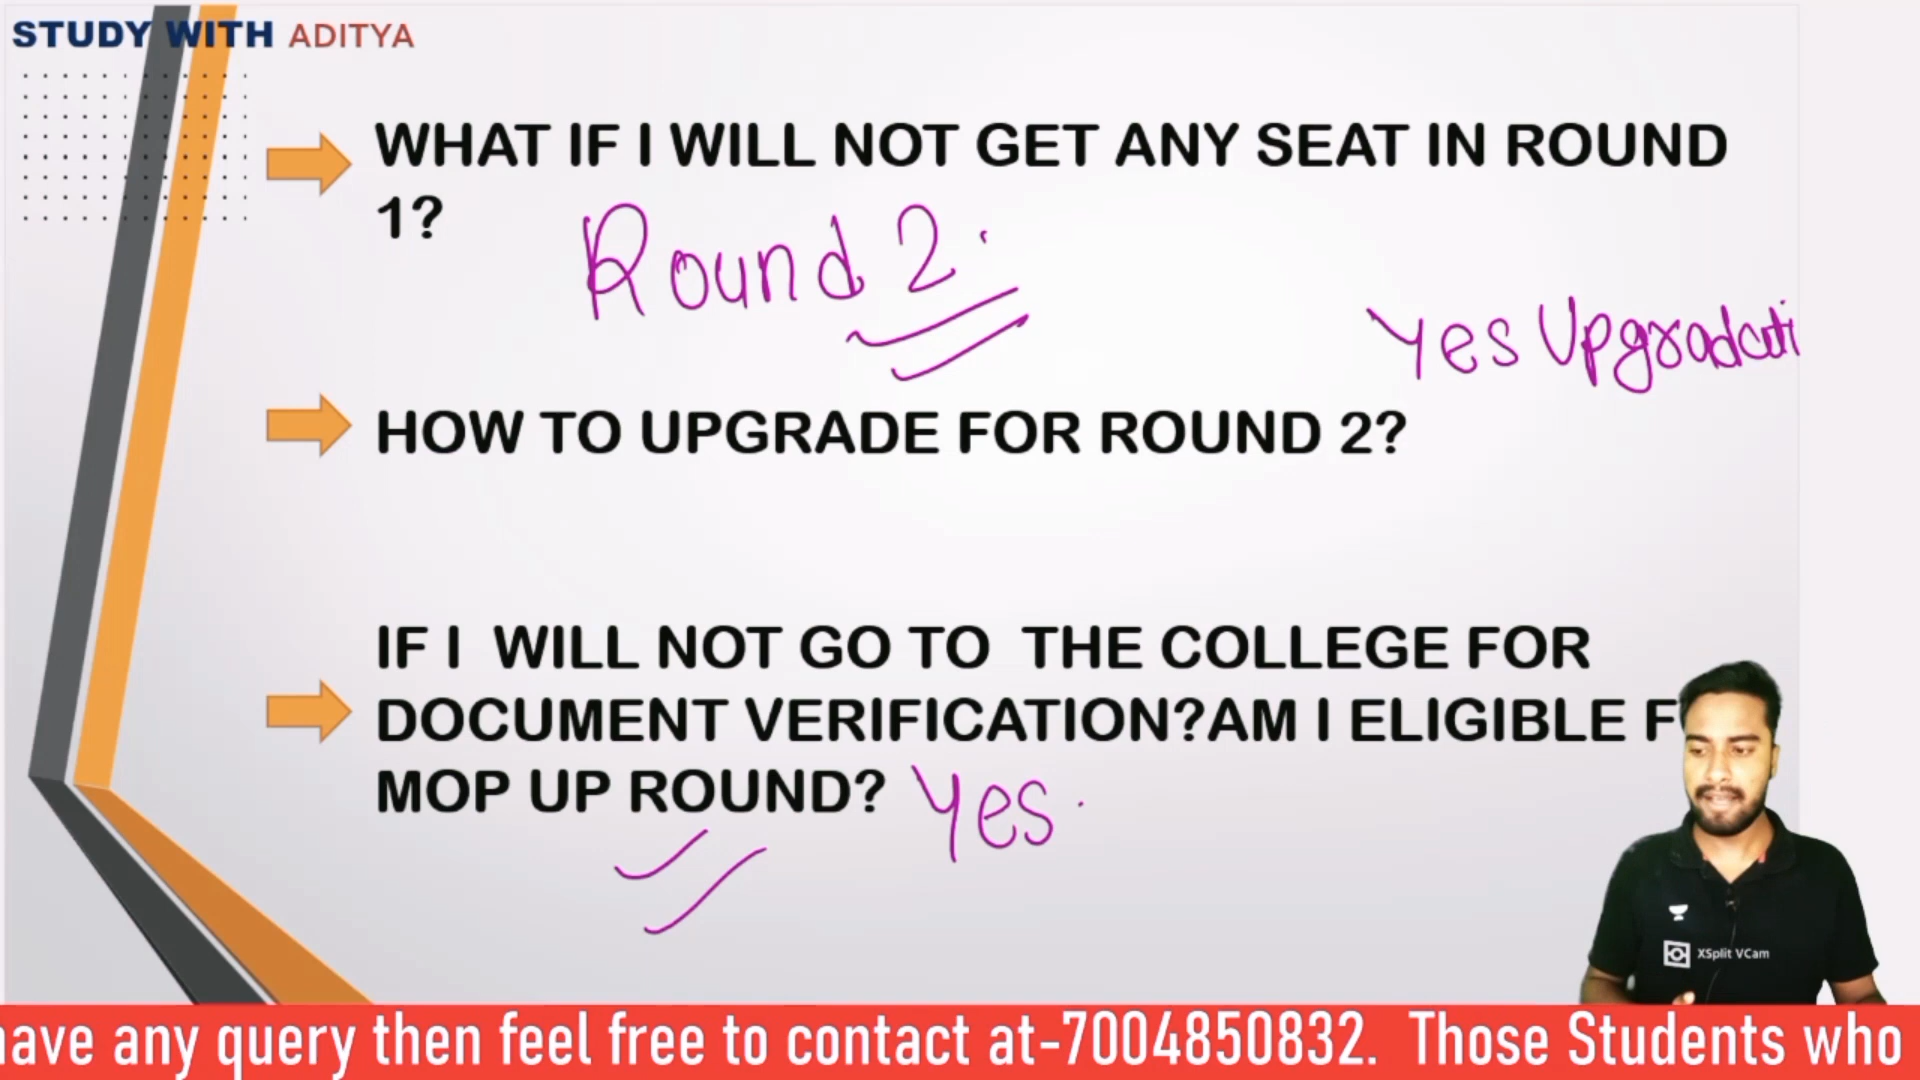 STUDY WITH ADITYA
WHAT IF I WILL NOT GET ANY SEAT IN ROUND
1?
Round 2.
Yes Upgradati
HOW TO UPGRADE FOR ROUND 2?
IF I WILL NOT GO TO THE COLLEGE FOR
DOCUMENT VERIFICATION?AM I ELIGIBLE F
MOP UP ROUND? Yes.
XSplit VCam
have any query then feel free to contact at-7004850832. Those Students who